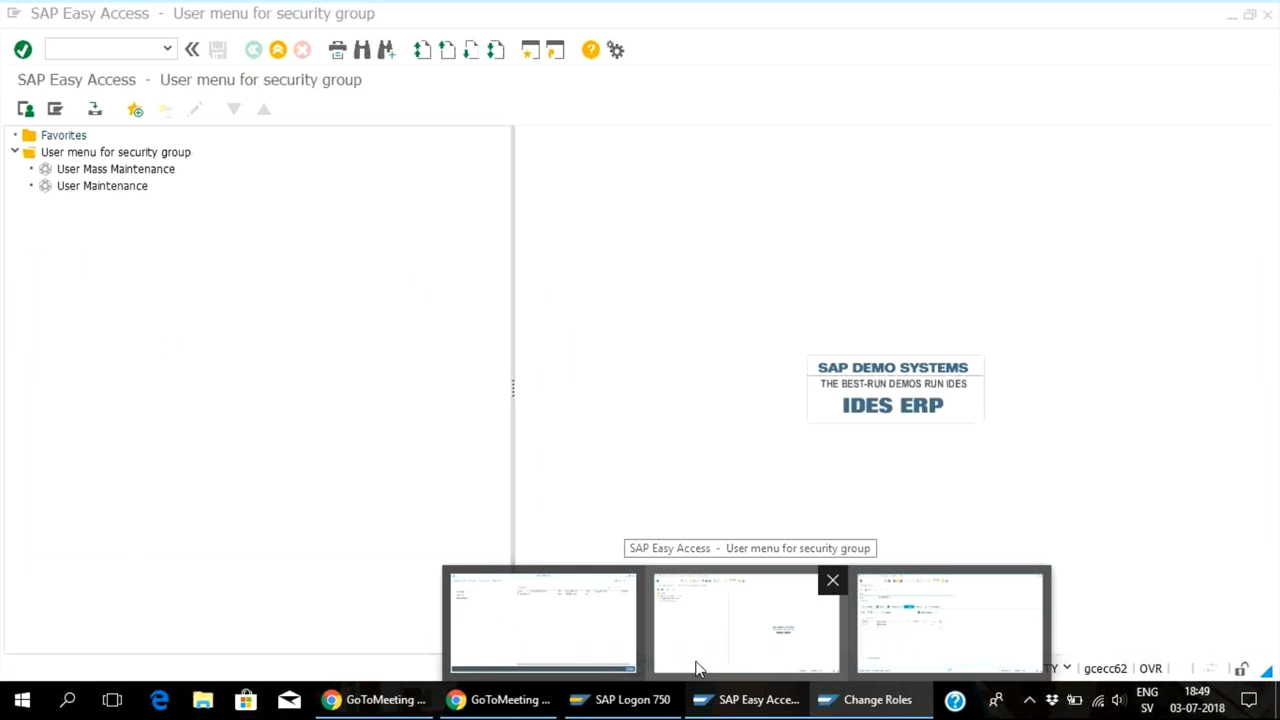 SAP Easy Access - User menu for security group
SAP Easy Access - User menu for security group
Favorites
User menu for security group
User Mass Maintenance
User Maintenance
SAP DEMO SYSTEMS
THE BEST-RUN DEMOS RUN IDES
IDES ERP
SAP Easy Access - User menu for security group
gcecc62 OVR
GoToMeeting ...
GoToMeeting ...
SAP Logon 750
SAP Easy Acce...
Change Roles
ENG
SV
18:49
03-07-2018